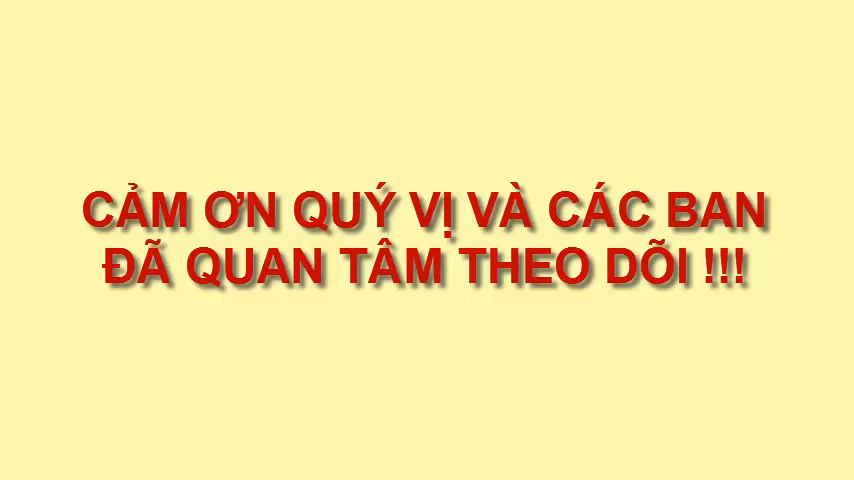 CẢM ƠN QUÝ VỊ VÀ CÁC BAN
ĐÃ QUAN TÂM THEO DÕI !!!